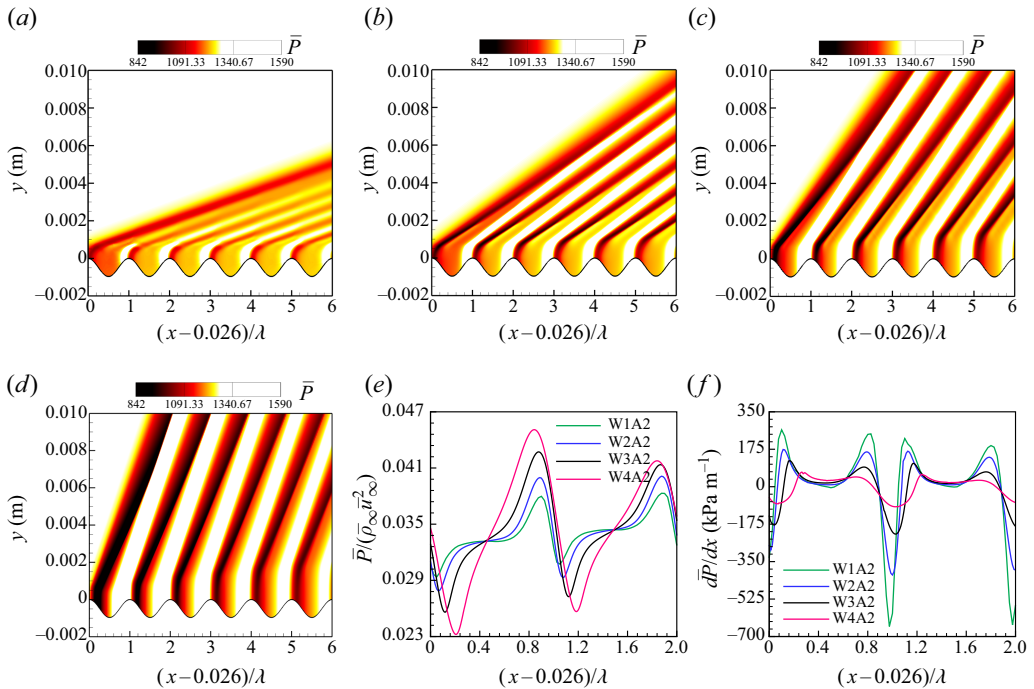 (a)
P̅
842 1091.33 1340.67 1590
0.010
0.008
0.006
0.004
0.002
0
−0.002
y (m)
0 1 2 3 4 5 6
(x−0.026)/λ
(b)
P̅
842 1091.33 1340.67 1590
0.010
0.008
0.006
0.004
0.002
0
−0.002
y (m)
0 1 2 3 4 5 6
(x−0.026)/λ
(c)
P̅
842 1091.33 1340.67 1590
0.010
0.008
0.006
0.004
0.002
0
−0.002
y (m)
0 1 2 3 4 5 6
(x−0.026)/λ
(d)
P̅
842 1091.33 1340.67 1590
0.010
0.008
0.006
0.004
0.002
0
−0.002
y (m)
0 1 2 3 4 5 6
(x−0.026)/λ
(e)
0.047
0.041
0.035
0.029
0.023
P̅/(ρ̅∞u̅²∞)
W1A2
W2A2
W3A2
W4A2
0 0.4 0.8 1.2 1.6 2.0
(x−0.026)/λ
(f)
350
175
0
−175
−350
−525
−700
dP̅/dx (kPa m⁻¹)
W1A2
W2A2
W3A2
W4A2
0 0.4 0.8 1.2 1.6 2.0
(x−0.026)/λ